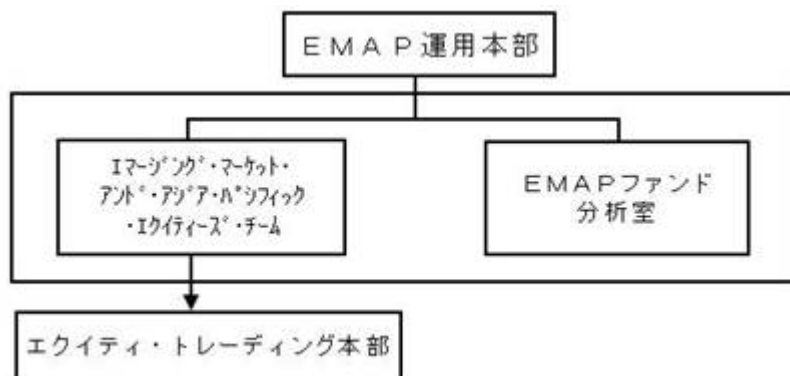 ＥＭＡＰ運用本部
ｴﾏｰｼﾞﾝｸﾞ･ﾏｰｹｯﾄ･
ｱﾝﾄﾞ･ｱｼﾞｱ･ﾊﾟｼﾌｨｯｸ
･ｴｸｲﾃｨｰｽﾞ･ﾁｰﾑ
ＥＭＡＰファンド
分析室
エクイティ・トレーディング本部